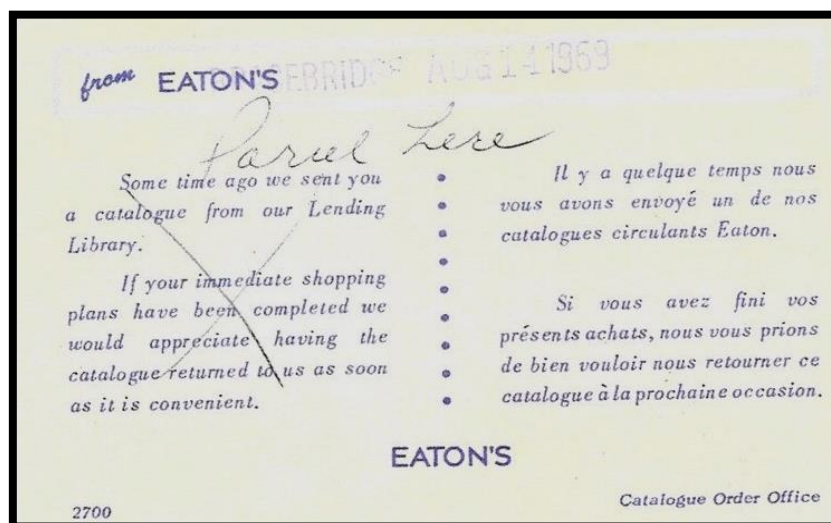 BRACEBRIDGE AUG 14 1969
from EATON'S
Parcel here
Some time ago we sent you
a catalogue from our Lending
Library.
If your immediate shopping
plans have been completed we
would appreciate having the
catalogue returned to us as soon
as it is convenient.
Il y a quelque temps nous
vous avons envoyé un de nos
catalogues circulants Eaton.
Si vous avez fini vos
présents achats, nous vous prions
de bien vouloir nous retourner ce
catalogue à la prochaine occasion.
EATON'S
Catalogue Order Office
2700